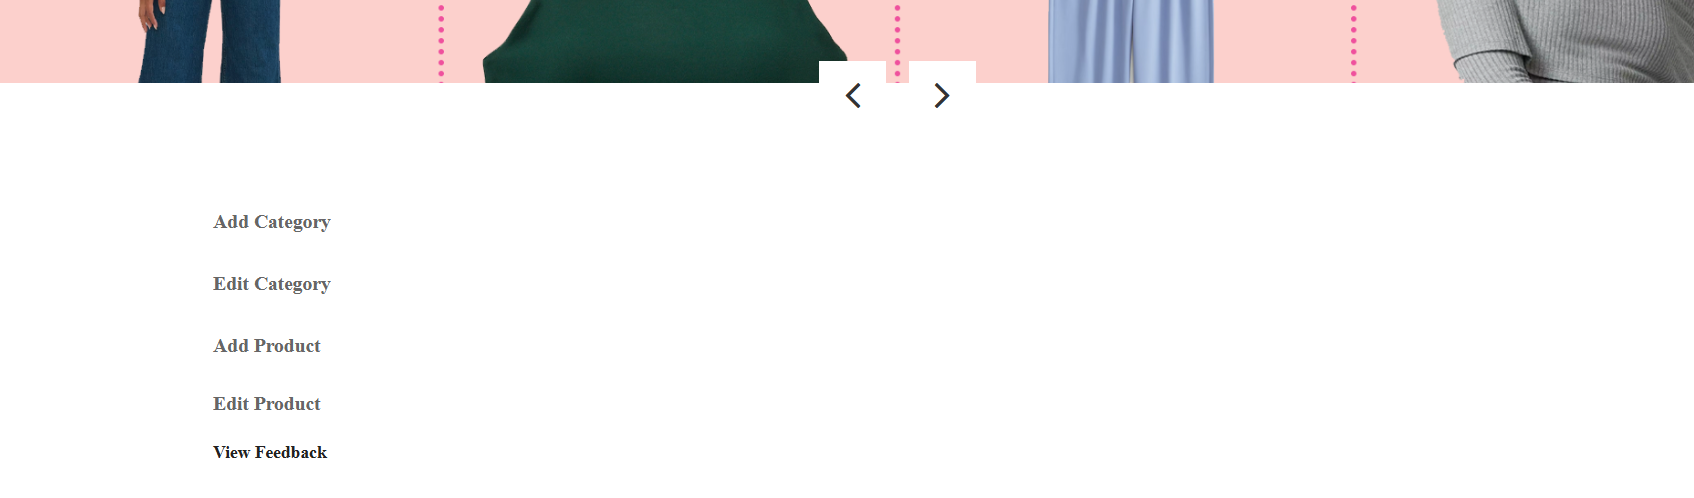 Add Category
Edit Category
Add Product
Edit Product
View Feedback